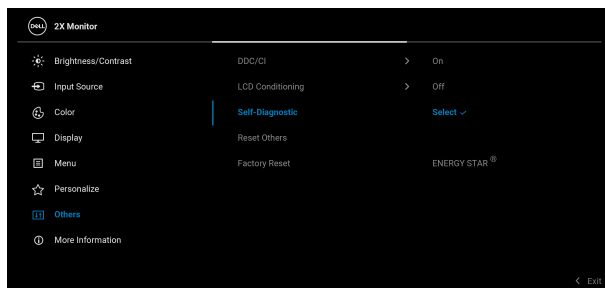 DELL 2X Monitor
Brightness/Contrast DDC/CI On
Input Source LCD Conditioning Off
Color Self-Diagnostic Select
Display Reset Others
Menu Factory Reset ENERGY STAR®
Personalize
Others
More Information
Exit